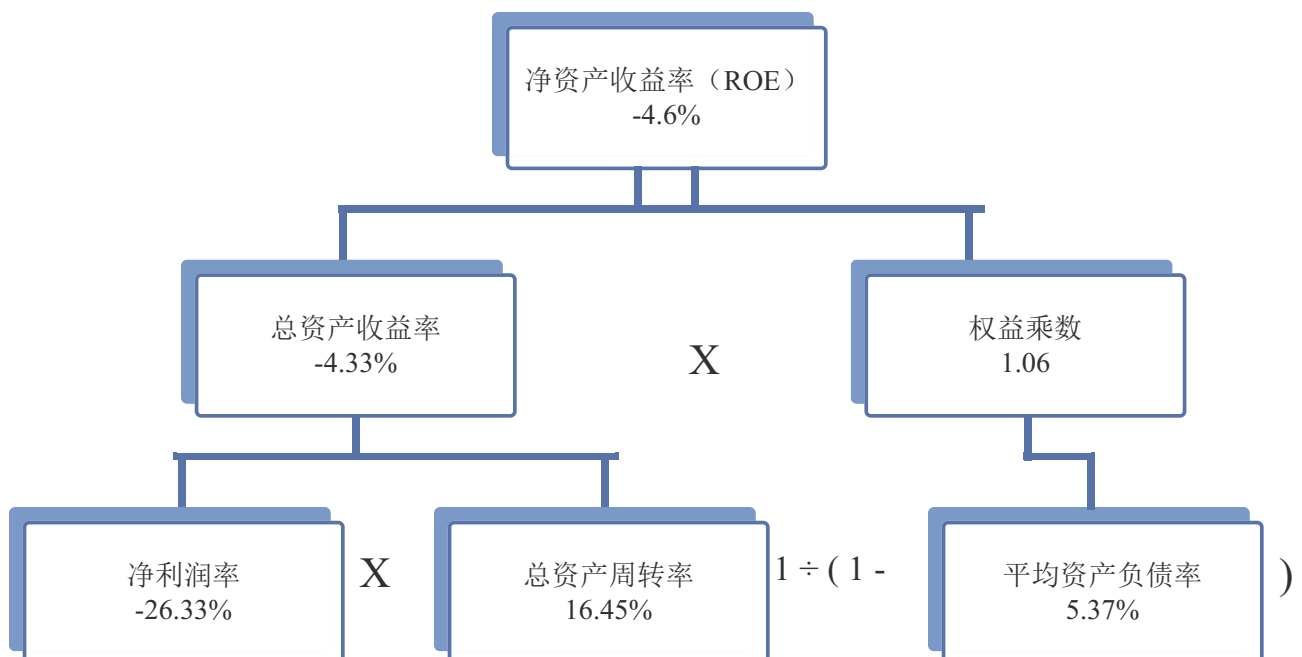 净资产收益率（ROE）
-4.6%
总资产收益率
-4.33%
X
权益乘数
1.06
净利润率
-26.33%
X
总资产周转率
16.45%
1 ÷ ( 1 -
平均资产负债率
5.37%
)